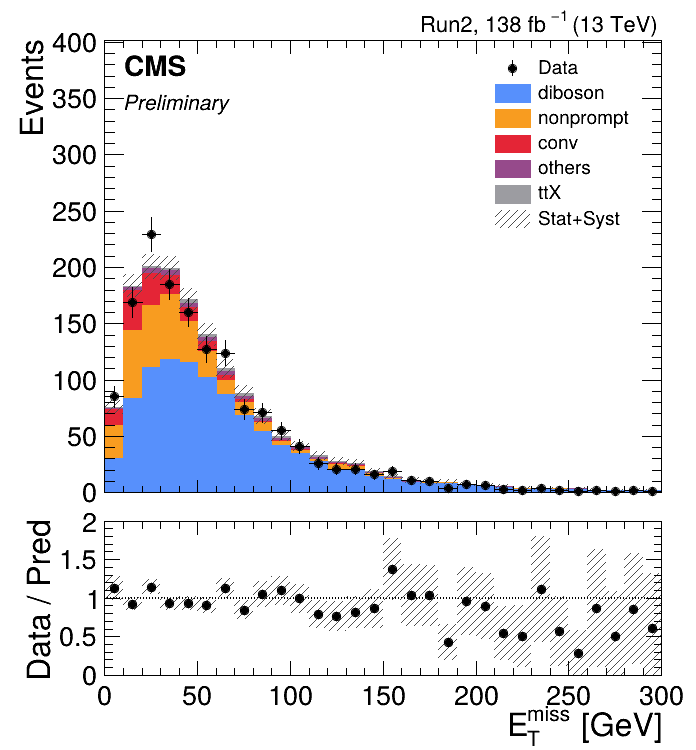 Run2, 138 fb⁻¹ (13 TeV)
CMS
Preliminary
Events
400
350
300
250
200
150
100
50
0
Data
diboson
nonprompt
conv
others
ttX
Stat+Syst
Data / Pred
2
1.5
1
0.5
0
0 50 100 150 200 250 300
E_T^miss [GeV]